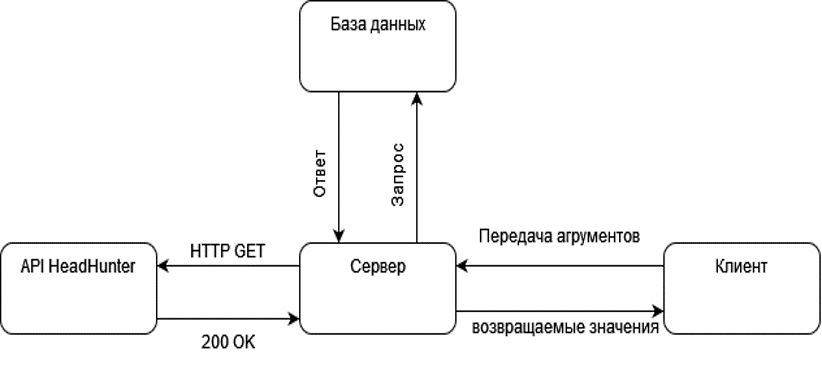 База данных
Ответ
Запрос
Передача агрументов
HTTP GET
API HeadHunter
Сервер
Клиент
возвращаемые значения
200 OK